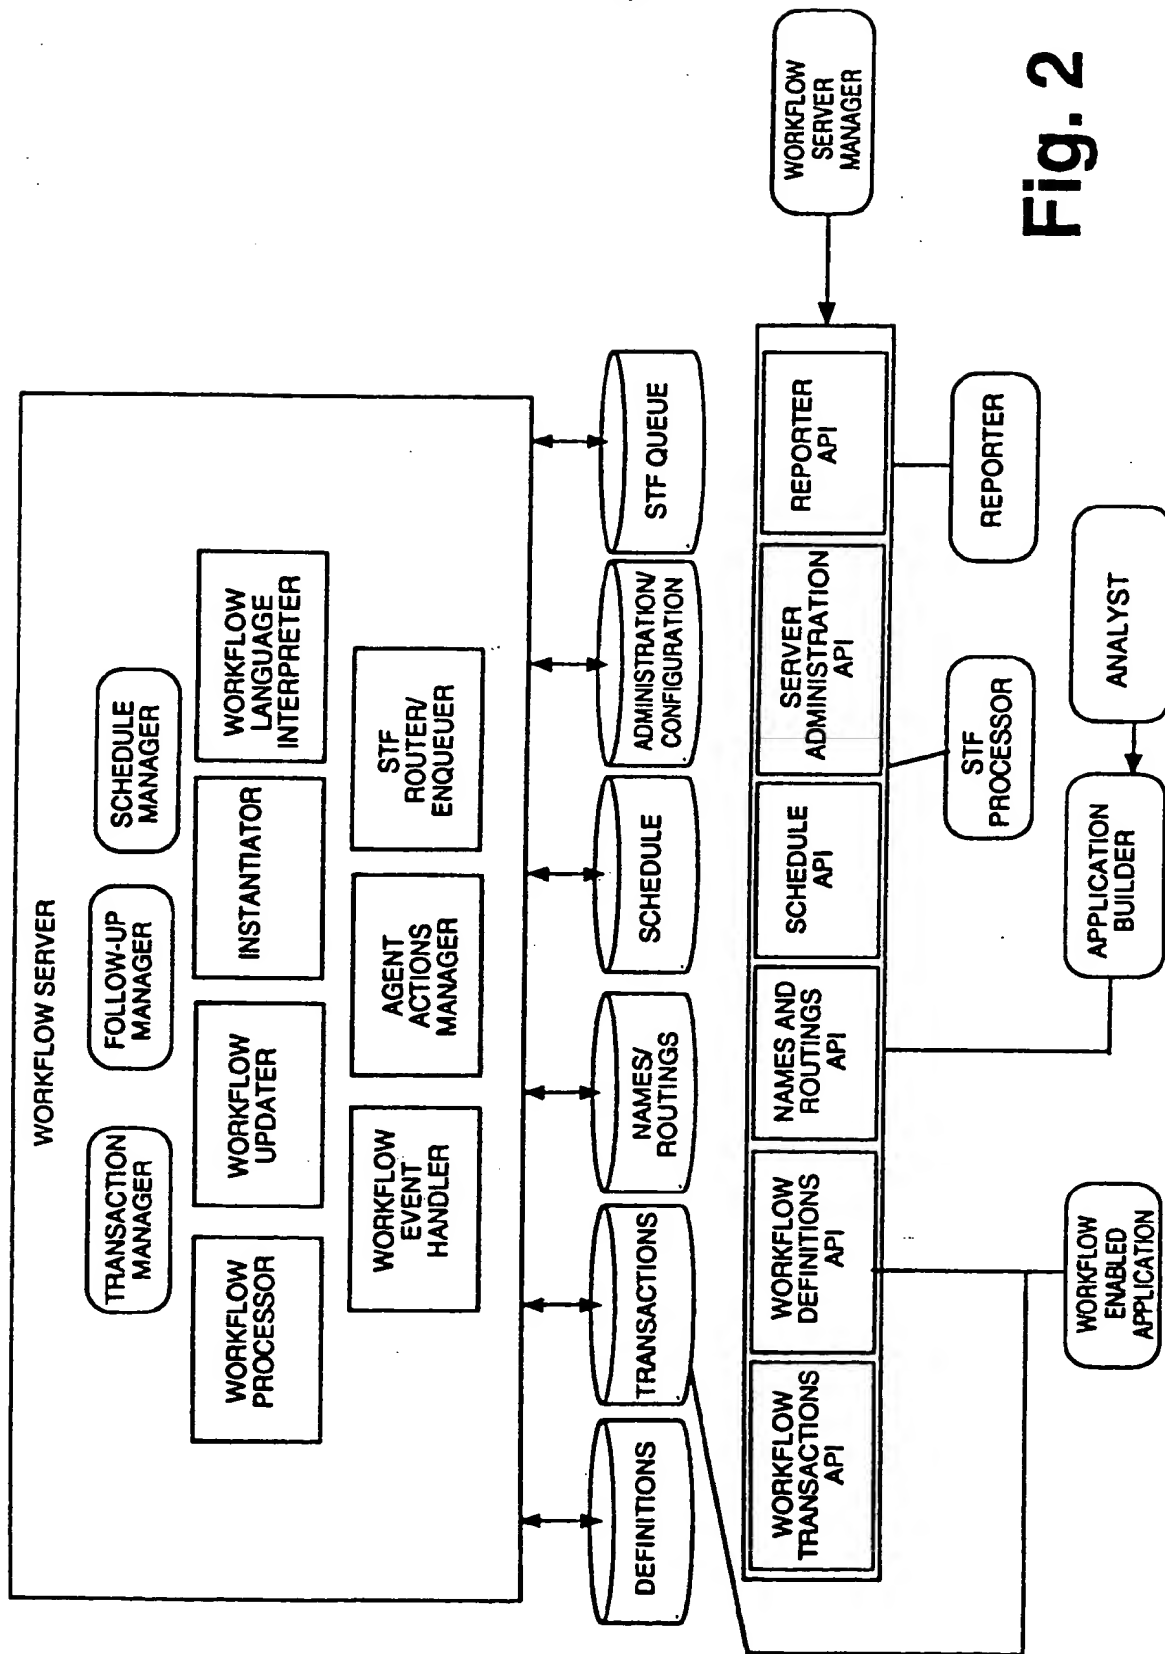 WORKFLOW SERVER
TRANSACTION
MANAGER
FOLLOW-UP
MANAGER
SCHEDULE
MANAGER
WORKFLOW
PROCESSOR
WORKFLOW
UPDATER
INSTANTIATOR
WORKFLOW
LANGUAGE
INTERPRETER
WORKFLOW
EVENT
HANDLER
AGENT
ACTIONS
MANAGER
STF
ROUTER/
ENQUEUER
DEFINITIONS
TRANSACTIONS
NAMES/
ROUTINGS
SCHEDULE
ADMINISTRATION/
CONFIGURATION
STF QUEUE
WORKFLOW
TRANSACTIONS
API
WORKFLOW
DEFINITIONS
API
NAMES AND
ROUTINGS
API
SCHEDULE
API
SERVER
ADMINISTRATION
API
REPORTER
API
WORKFLOW
SERVER
MANAGER
STF
PROCESSOR
REPORTER
WORKFLOW
ENABLED
APPLICATION
APPLICATION
BUILDER
ANALYST
Fig. 2